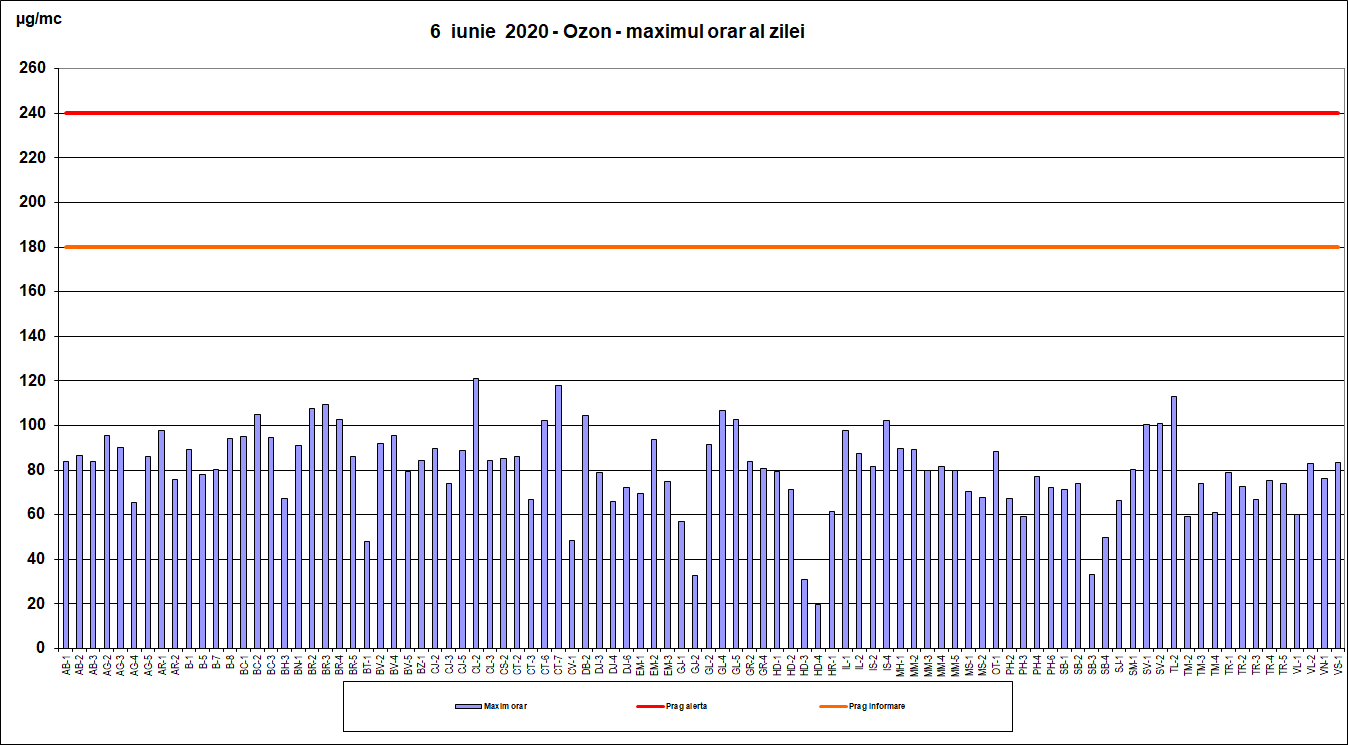 µg/mc
6 iunie 2020 - Ozon - maximul orar al zilei
260
240
220
200
180
160
140
120
100
80
60
40
20
0
AB-1
AB-2
AB-3
AG-2
AG-3
AG-4
AG-5
AR-1
AR-2
B-1
B-5
B-7
B-8
BC-1
BC-2
BC-3
BH-3
BN-1
BR-2
BR-3
BR-4
BR-5
BT-1
BV-2
BV-4
BV-5
BZ-1
CJ-2
CJ-3
CJ-5
CL-2
CL-3
CS-2
CT-2
CT-3
CT-6
CT-7
CV-1
DB-2
DJ-3
DJ-4
DJ-6
EM-1
EM-2
EM-3
GJ-1
GJ-2
GL-2
GL-4
GL-5
GR-2
GR-4
HD-1
HD-2
HD-3
HD-4
HR-1
IL-1
IL-2
IS-2
IS-4
MH-1
MM-2
MM-3
MM-4
MM-5
MS-1
MS-2
OT-1
PH-2
PH-3
PH-4
PH-6
SB-1
SB-2
SB-3
SB-4
SJ-1
SM-1
SV-1
SV-2
TL-2
TM-2
TM-3
TM-4
TR-1
TR-2
TR-3
TR-4
TR-5
VL-1
VL-2
VN-1
VS-1
Maxim orar
Prag alerta
Prag informare